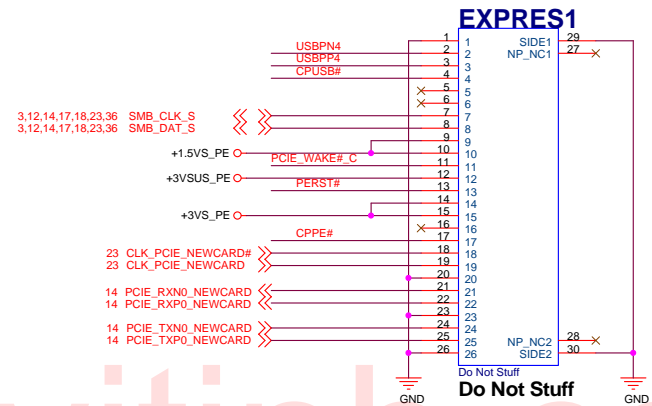 EXPRES1
1 1 SIDE1 29
USBPN4 2 2 NP_NC1 27
USBPP4 3 3
CPUSB# 4 4
5 5
6 6
3,12,14,17,18,23,36 SMB_CLK_S 7 7
3,12,14,17,18,23,36 SMB_DAT_S 8 8
9 9
+1.5VS_PE 10 10
PCIE_WAKE#_C 11 11
+3VSUS_PE 12 12
PERST# 13 13
14 14
+3VS_PE 15 15
16 16
CPPE# 17 17
23 CLK_PCIE_NEWCARD# 18 18
23 CLK_PCIE_NEWCARD 19 19
20 20
14 PCIE_RXN0_NEWCARD 21 21
14 PCIE_RXP0_NEWCARD 22 22
23 23
14 PCIE_TXN0_NEWCARD 24 24
14 PCIE_TXP0_NEWCARD 25 25 NP_NC2 28
26 26 SIDE2 30
Do Not Stuff
Do Not Stuff
GND GND